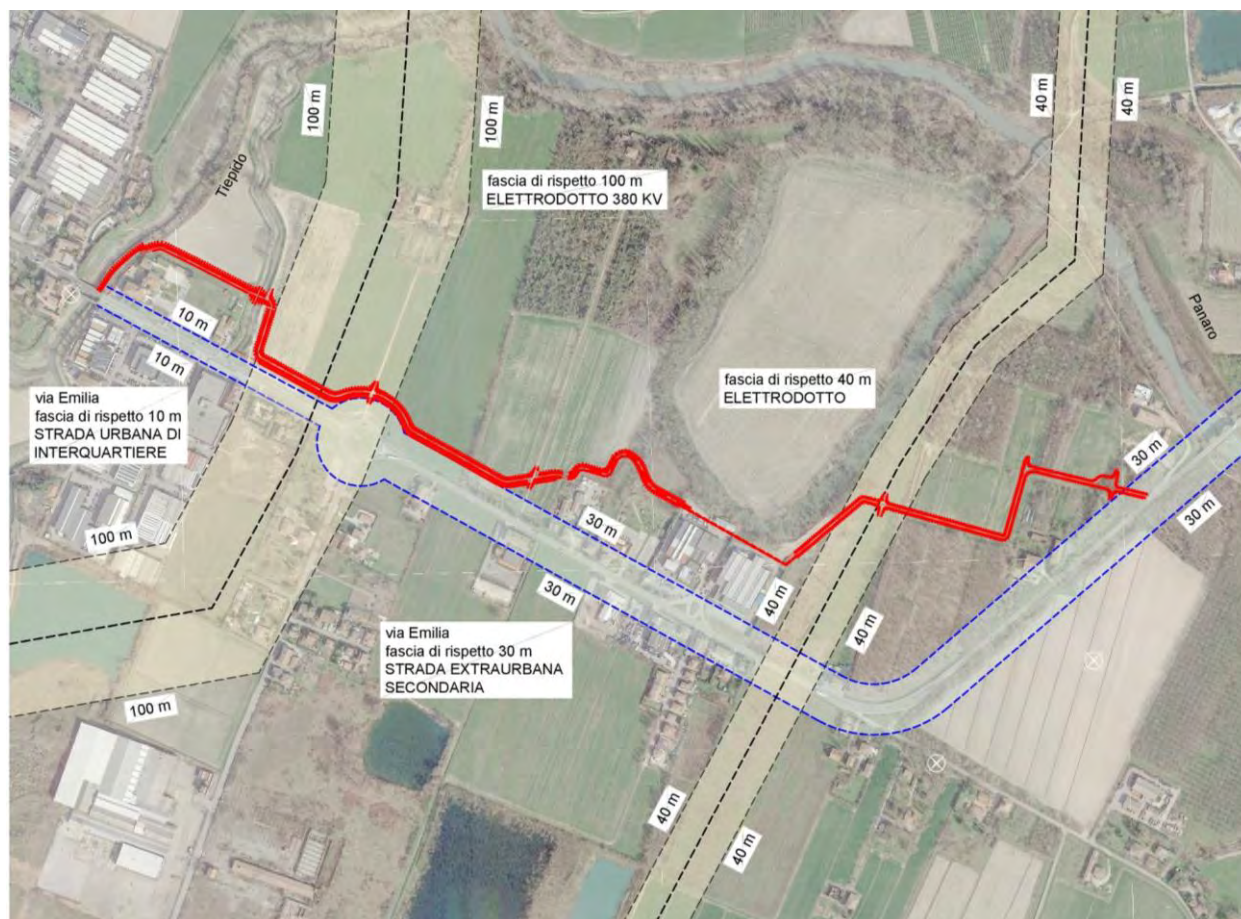 100 m
100 m
40 m
40 m
Tiepido
fascia di rispetto 100 m
ELETTRODOTTO 380 KV
Panaro
10 m
10 m
fascia di rispetto 40 m
ELETTRODOTTO
via Emilia
fascia di rispetto 10 m
STRADA URBANA DI
INTERQUARTIERE
30 m
30 m
30 m
30 m
100 m
40 m
40 m
via Emilia
fascia di rispetto 30 m
STRADA EXTRAURBANA
SECONDARIA
100 m
40 m
40 m